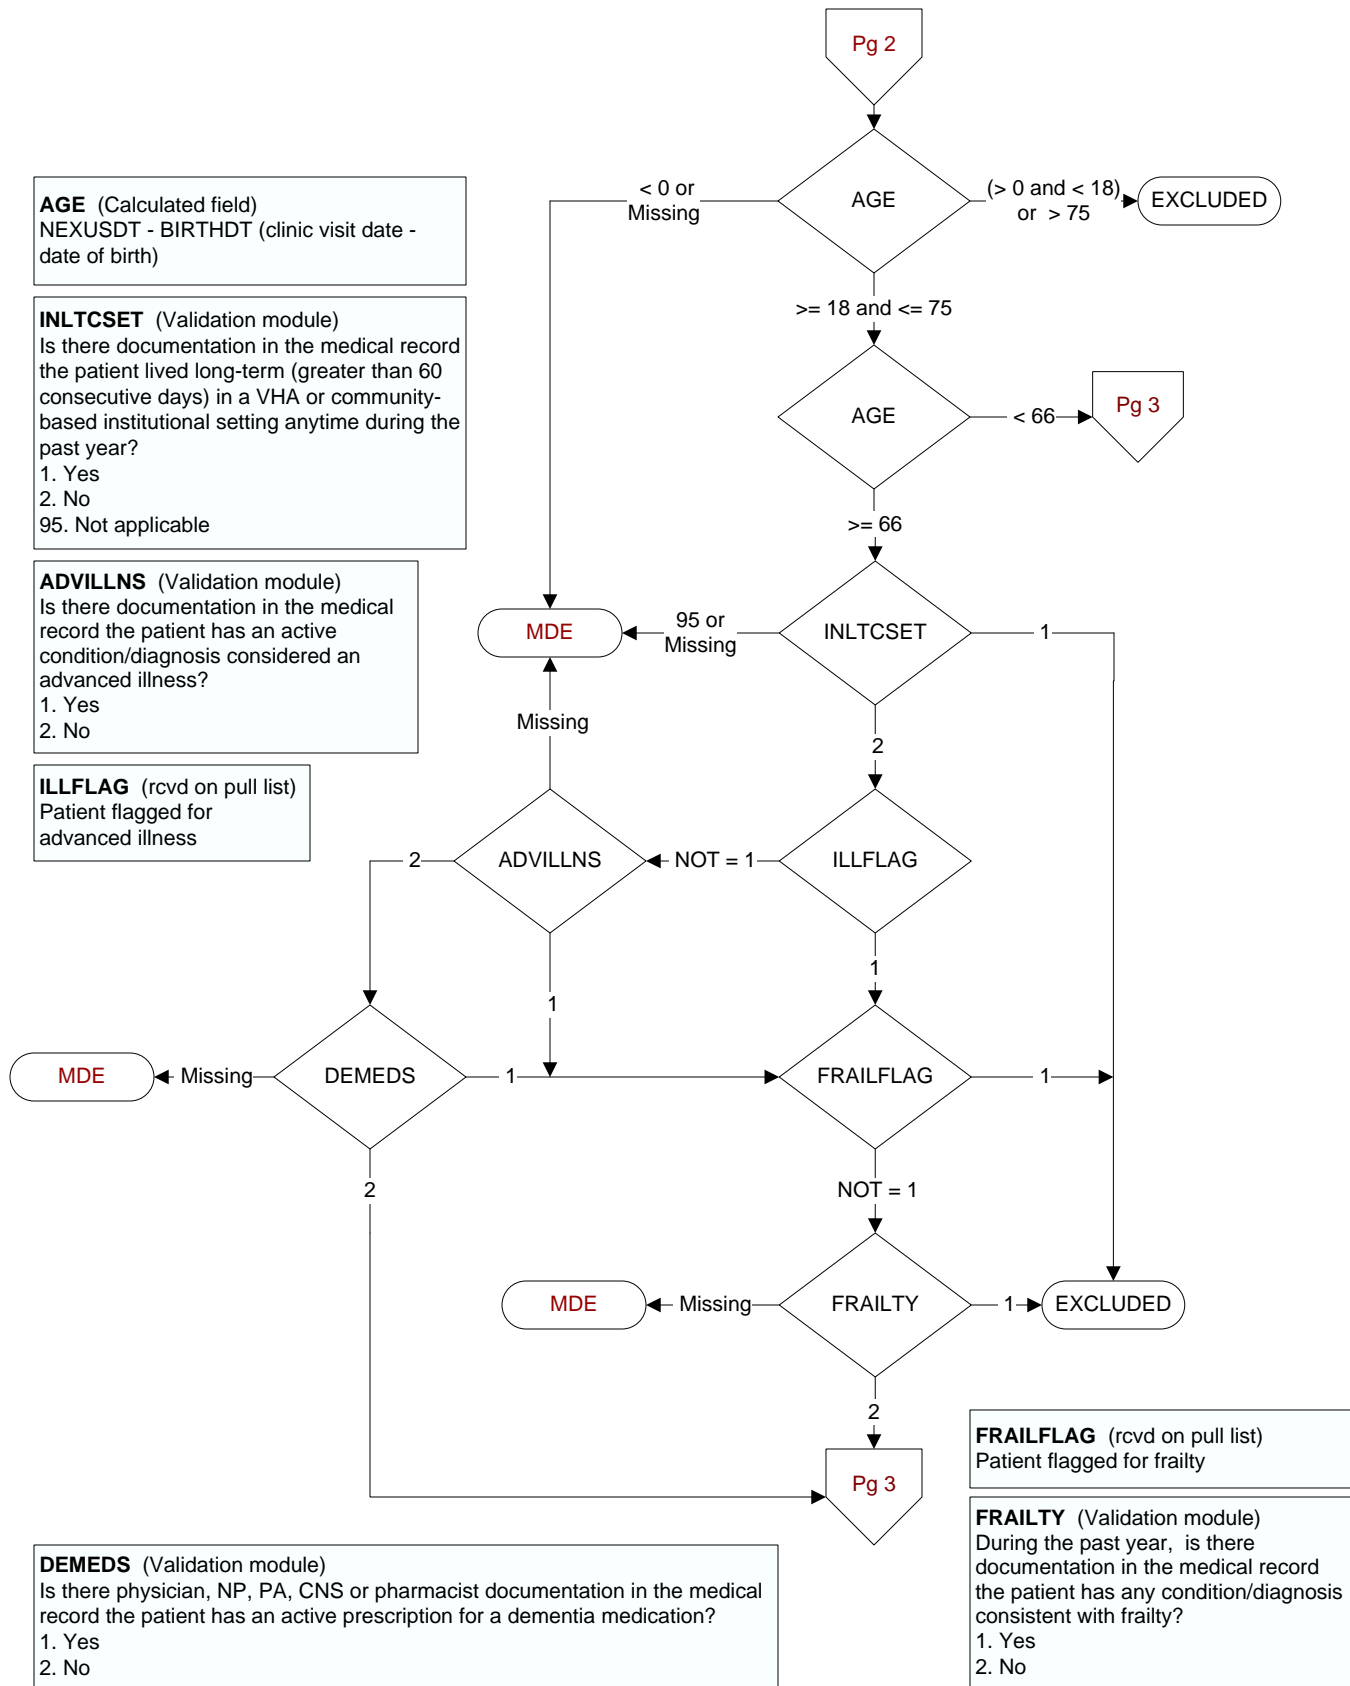 Pg 2
AGE
< 0 or
Missing
(> 0 and < 18)
or > 75
EXCLUDED
AGE (Calculated field)
NEXUSDT - BIRTHDT (clinic visit date -
date of birth)
>= 18 and <= 75
INLTCSET (Validation module)
Is there documentation in the medical record
the patient lived long-term (greater than 60
consecutive days) in a VHA or community-
based institutional setting anytime during the
past year?
1. Yes
2. No
95. Not applicable
AGE
< 66
Pg 3
>= 66
ADVILLNS (Validation module)
Is there documentation in the medical
record the patient has an active
condition/diagnosis considered an
advanced illness?
1. Yes
2. No
MDE
95 or
Missing
INLTCSET
1
Missing
2
ILLFLAG (rcvd on pull list)
Patient flagged for
advanced illness
2
ADVILLNS
NOT = 1
ILLFLAG
1
1
MDE
Missing
DEMEDS
1
FRAILFLAG
1
2
NOT = 1
MDE
Missing
FRAILTY
1
EXCLUDED
2
Pg 3
FRAILFLAG (rcvd on pull list)
Patient flagged for frailty
FRAILTY (Validation module)
During the past year, is there
documentation in the medical record
the patient has any condition/diagnosis
consistent with frailty?
1. Yes
2. No
DEMEDS (Validation module)
Is there physician, NP, PA, CNS or pharmacist documentation in the medical
record the patient has an active prescription for a dementia medication?
1. Yes
2. No